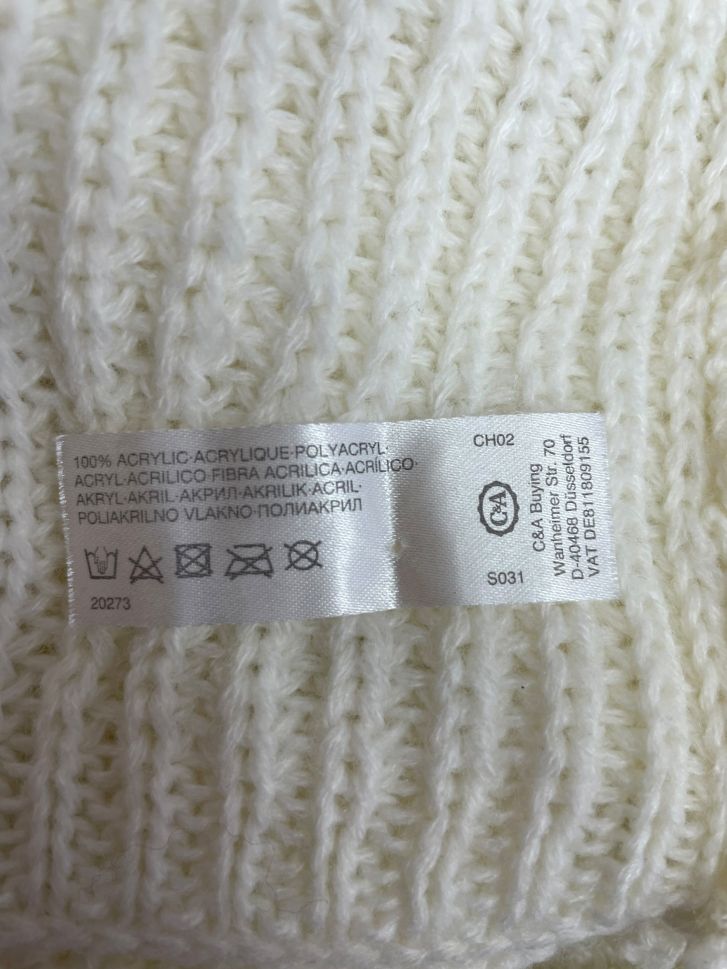 100% ACRYLIC·ACRYLIQUE·POLYACRYL·
ACRYL·ACRILICO·FIBRA ACRILICA·ACRÍLICO·
AKRYL·AKRIL·АКРИЛ·AKRILIK·ACRIL·
POLIAKRILNO VLAKNO·ПОЛИАКРИЛ
20273
CH02
C&A
S031
C&A Buying
Wanheimer Str. 70
D-40468 Düsseldorf
VAT DE811809155